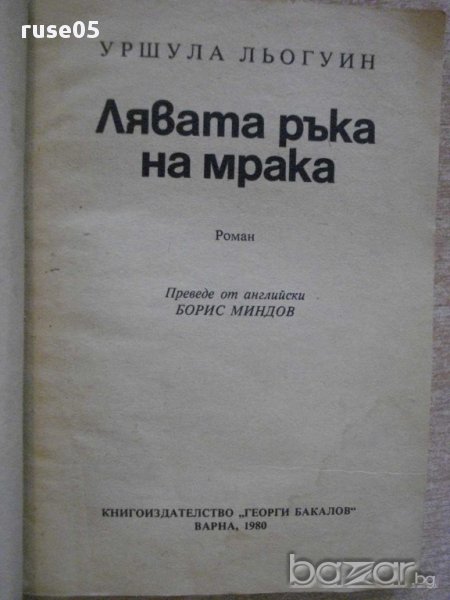 ruse05
УРШУЛА ЛЬОГУИН
Лявата ръка
на мрака
Роман
Преведе от английски
БОРИС МИНДОВ
КНИГОИЗДАТЕЛСТВО „ГЕОРГИ БАКАЛОВ“
ВАРНА, 1980
bazar.bg